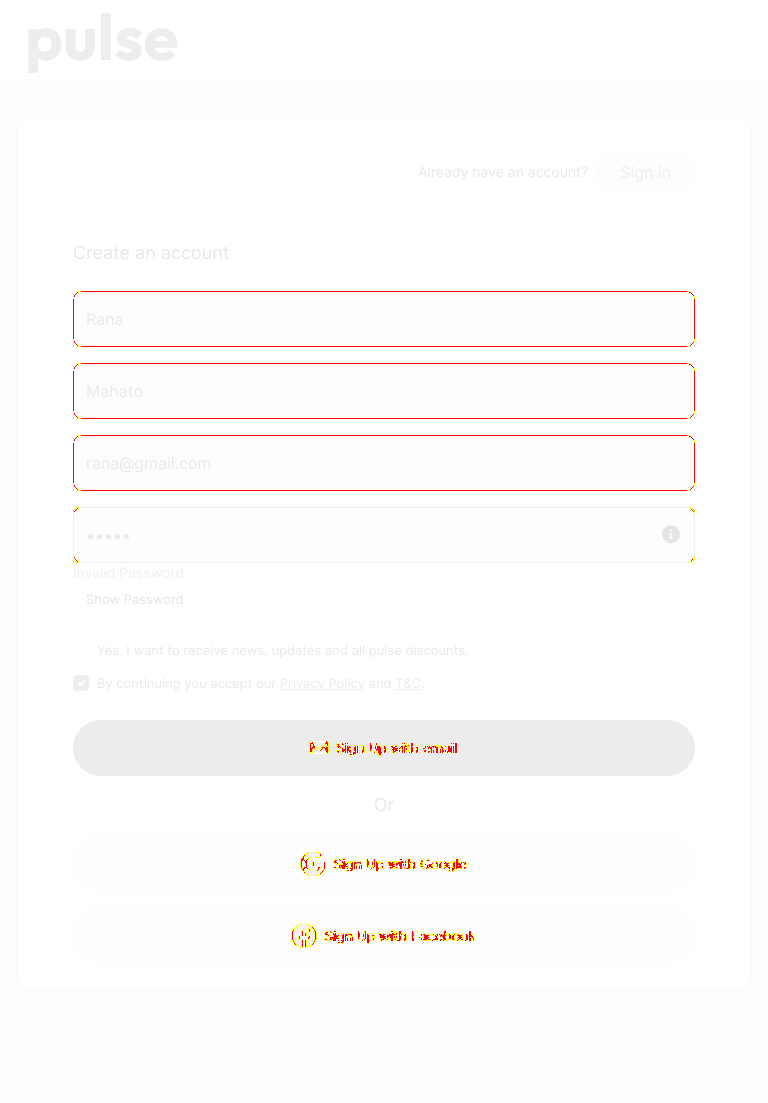 pulse
Already have an account? Sign in
Create an account
Rana
Mahato
rana@gmail.com
•••••
Invalid Password
Show Password
Yes, I want to receive news, updates and all pulse discounts.
By continuing you accept our Privacy Policy and T&C.
Sign Up with email
Or
Sign Up with Google
Sign Up with Facebook